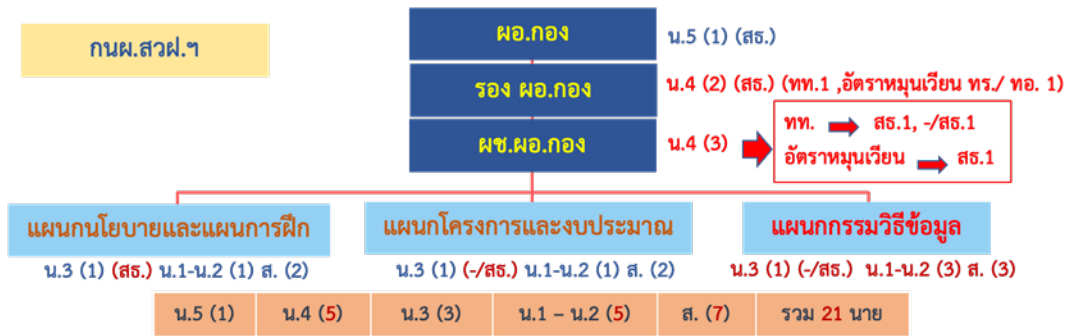 กนผ.สวฝ.ฯ
ผอ.กอง
น.5 (1) (สธ.)
รอง ผอ.กอง
น.4 (2) (สธ.) (ทท.1 ,อัตราหมุนเวียน ทร./ ทอ. 1)
ผช.ผอ.กอง
น.4 (3)
ทท. สธ.1, -/สธ.1
อัตราหมุนเวียน สธ.1
แผนกนโยบายและแผนการฝึก
น.3 (1) (สธ.) น.1-น.2 (1) ส. (2)
แผนกโครงการและงบประมาณ
น.3 (1) (-/สธ.) น.1-น.2 (1) ส. (2)
แผนกกรรมวิธีข้อมูล
น.3 (1) (-/สธ.) น.1-น.2 (3) ส. (3)
น.5 (1) น.4 (5) น.3 (3) น.1 – น.2 (5) ส. (7) รวม 21 นาย